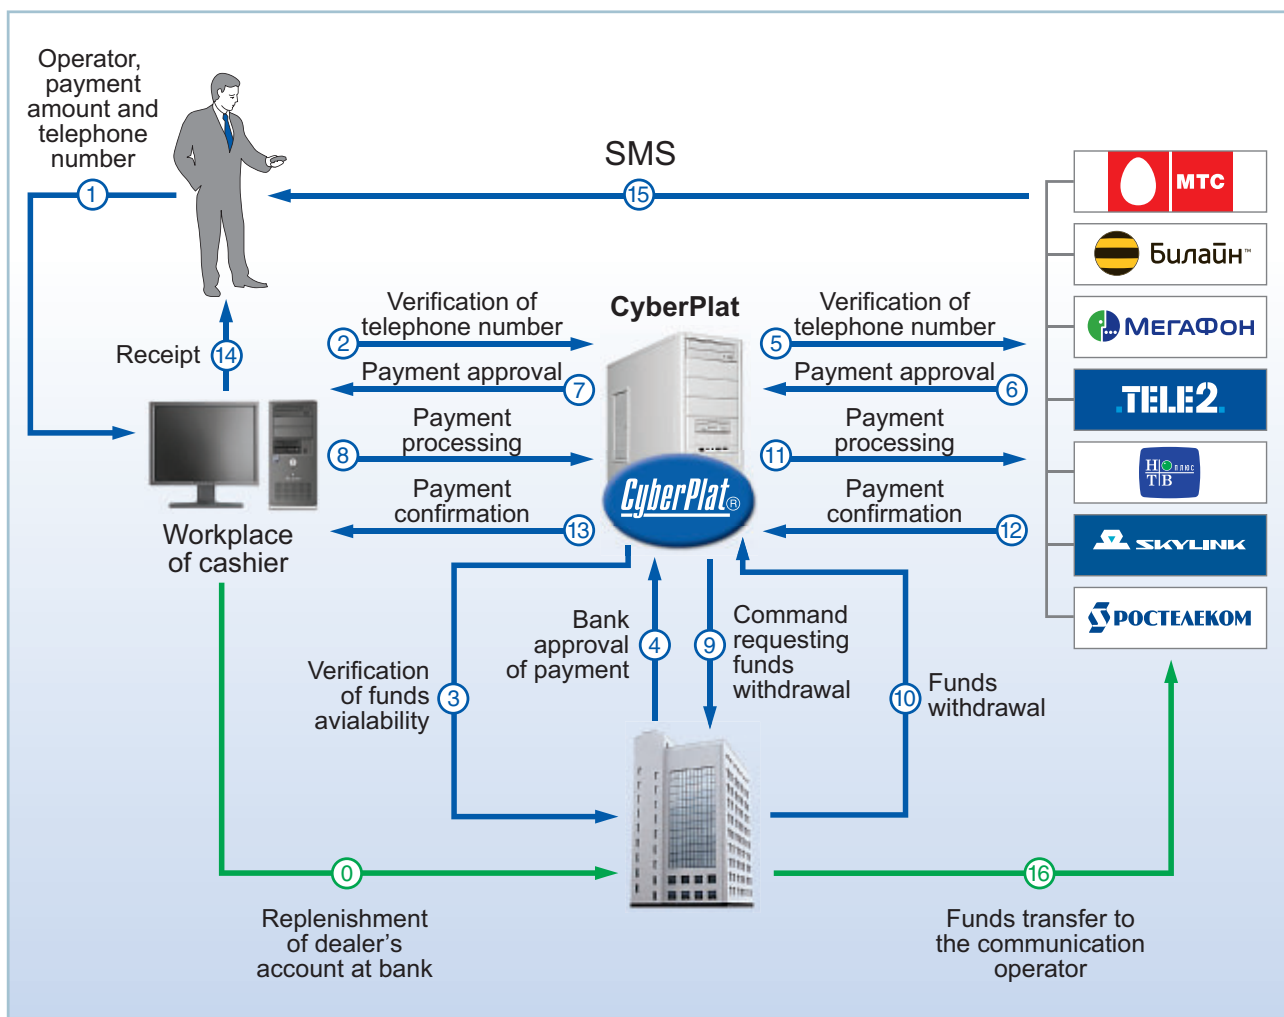 Operator,
payment
amount and
telephone
number
1
SMS
15
МТС
Билайн™
МЕГАФОН
TELE2
НТВ ПЛЮС
SKYLINK
РОСТЕЛЕКОМ
Receipt
14
Verification of
telephone number
2
CyberPlat
Verification of
telephone number
5
Payment approval
7
Payment approval
6
Payment
processing
8
Payment
processing
11
CyberPlat®
Payment
confirmation
13
Payment
confirmation
12
Workplace
of cashier
Verification
of funds
avialability
3
Bank
approval
of payment
4
9
Command
requesting
funds
withdrawal
10
Funds
withdrawal
0
Replenishment
of dealer's
account at bank
16
Funds transfer to
the communication
operator